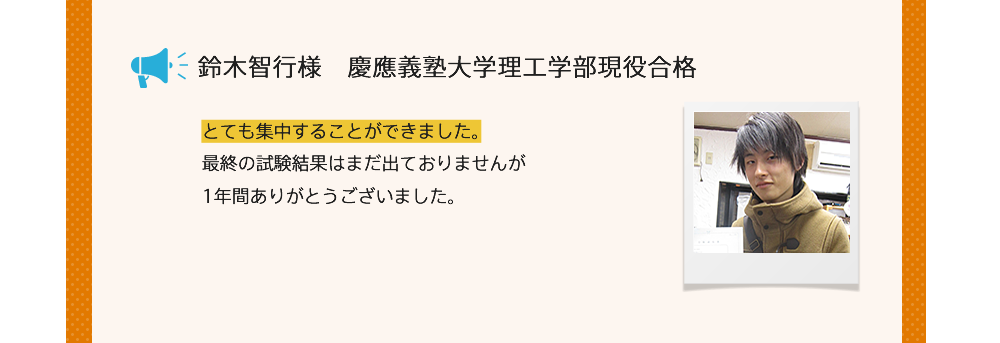 鈴木智行様　慶應義塾大学理工学部現役合格
とても集中することができました。
最終の試験結果はまだ出ておりませんが
1年間ありがとうございました。